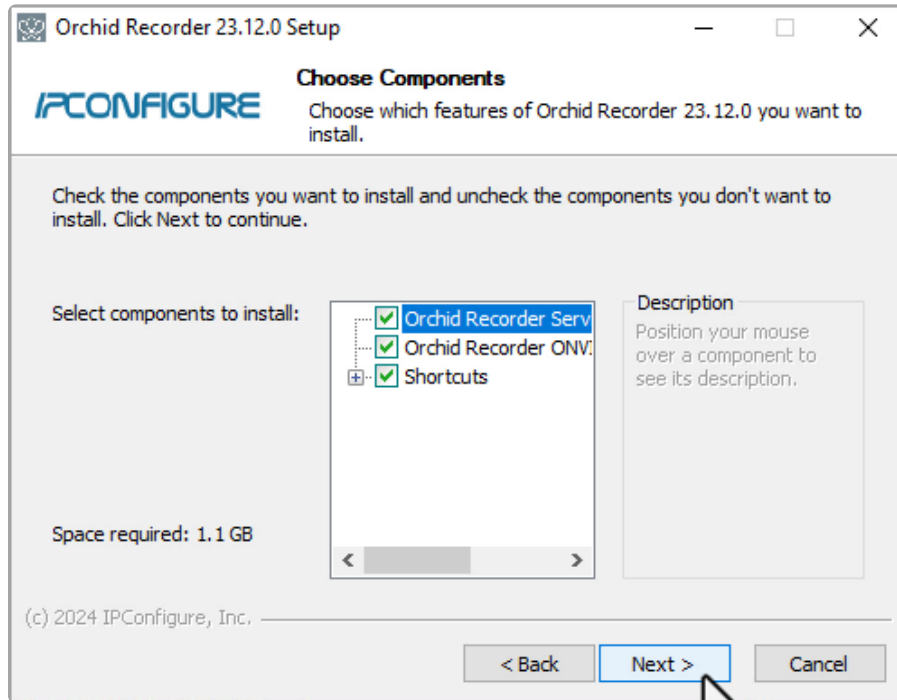 Orchid Recorder 23.12.0 Setup
IPCONFIGURE
Choose Components
Choose which features of Orchid Recorder 23.12.0 you want to
install.
Check the components you want to install and uncheck the components you don't want to
install. Click Next to continue.
Select components to install:
Orchid Recorder Serv
Orchid Recorder ONVI
Shortcuts
Description
Position your mouse
over a component to
see its description.
Space required: 1.1 GB
(c) 2024 IPConfigure, Inc.
< Back
Next >
Cancel